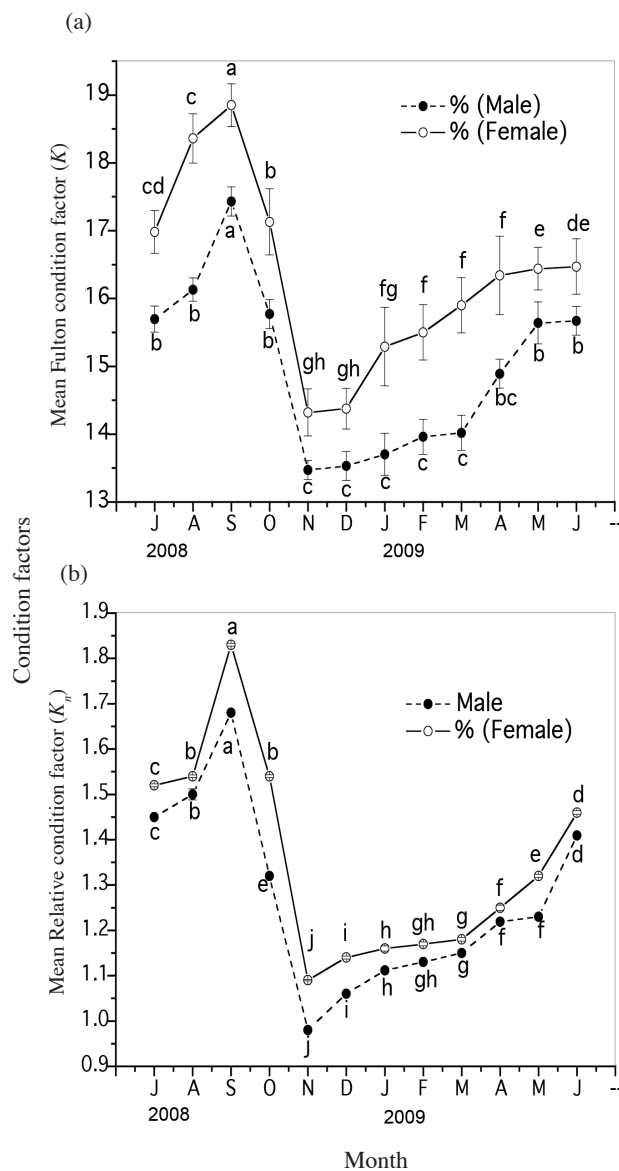 (a)
19
18
17
16
15
14
13
Mean Fulton condition factor (K)
% (Male)
% (Female)
cd
c
a
b
gh
gh
fg
f
f
f
e
de
b
b
a
b
c
c
c
c
c
bc
b
b
J A S O N D J F M A M J --
2008 2009
Condition factors
(b)
1.9
1.8
1.7
1.6
1.5
1.4
1.3
1.2
1.1
1.0
0.9
Mean Relative condition factor (Kn)
Male
% (Female)
c
b
a
b
j
i
h
gh
g
f
e
d
c
b
a
e
j
i
h
gh
g
f
f
d
J A S O N D J F M A M J --
2008 2009
Month